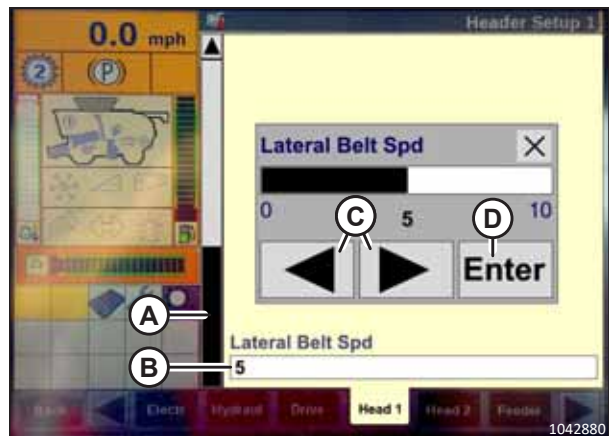 0.0 mph
Header Setup 1
2
(P)
Lateral Belt Spd
0
5
10
C
D
Enter
A
Lateral Belt Spd
B
5
Back
Electr
Hydraul
Drive
Head 1
Head 2
Feeder
1042880